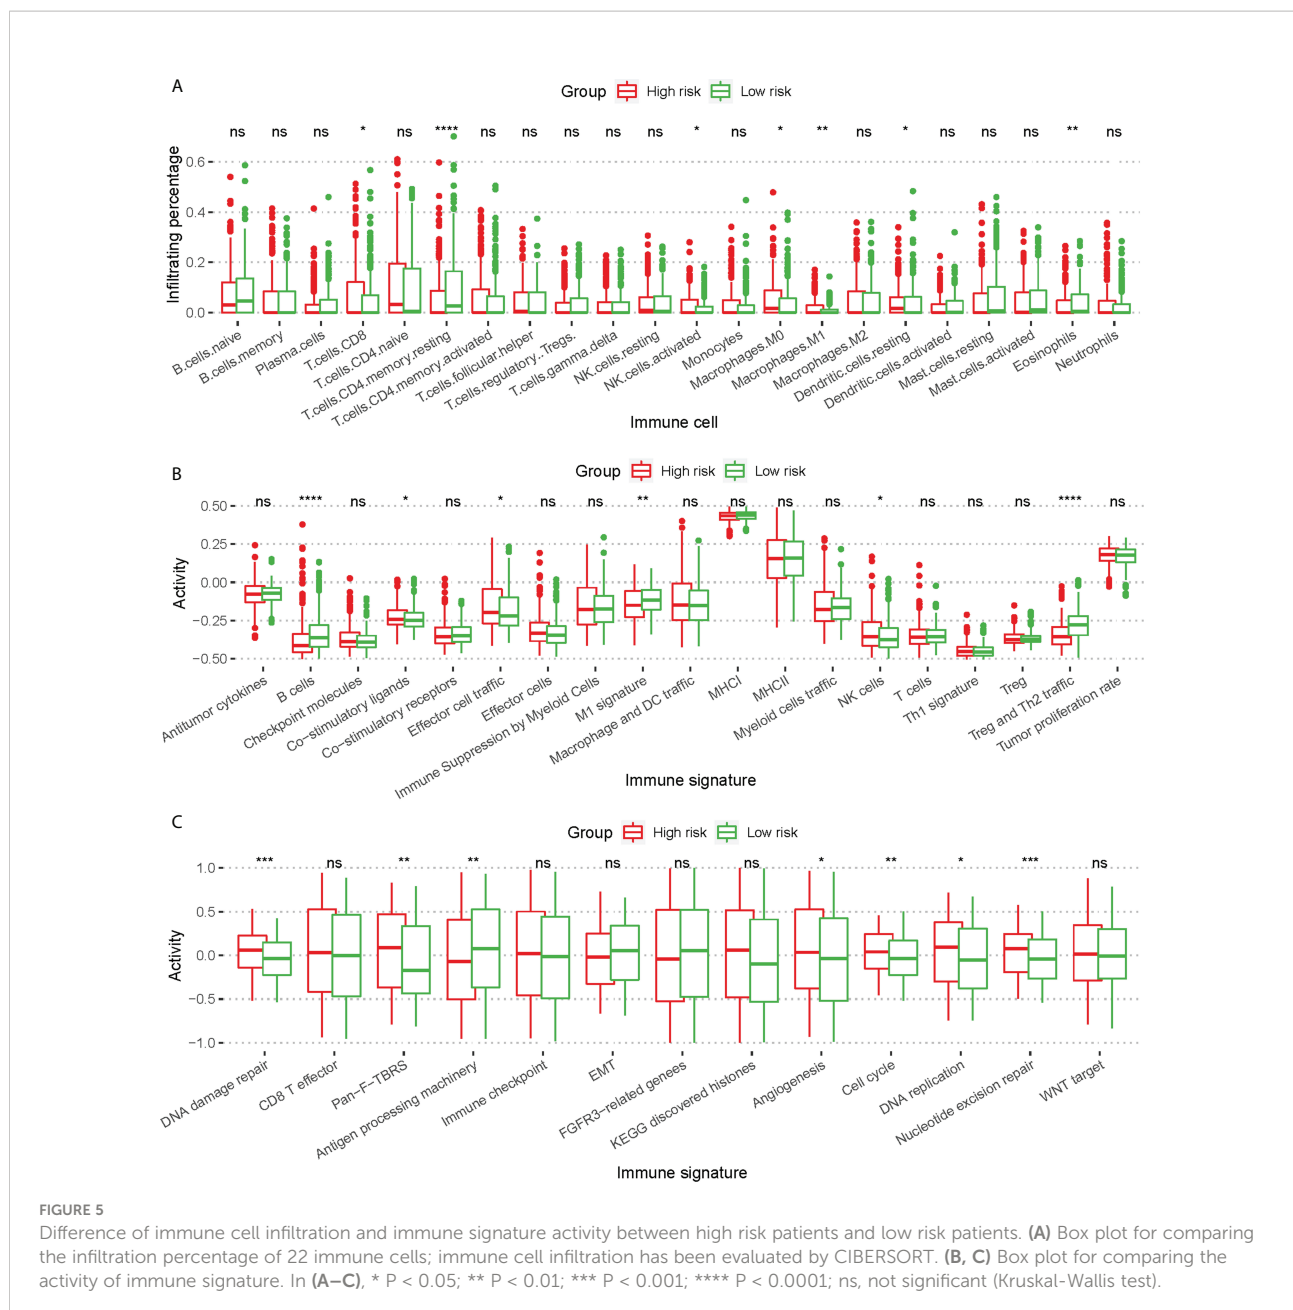 A
Group High risk Low risk
ns ns ns * ns **** ns ns ns ns ns * ns * ** ns * ns ns ns ** ns
Infiltrating percentage
0.6
0.4
0.2
0.0
B.cells.naive
B.cells.memory
Plasma.cells
T.cells.CD8
T.cells.CD4.naive
T.cells.CD4.memory.resting
T.cells.CD4.memory.activated
T.cells.follicular.helper
T.cells.regulatory..Tregs.
T.cells.gamma.delta
NK.cells.resting
NK.cells.activated
Monocytes
Macrophages.M0
Macrophages.M1
Macrophages.M2
Dendritic.cells.resting
Dendritic.cells.activated
Mast.cells.resting
Mast.cells.activated
Eosinophils
Neutrophils
Immune cell
B
Group High risk Low risk
ns **** ns * ns * ns ns ** ns ns ns ns * ns ns ns **** ns
Activity
0.50
0.25
0.00
−0.25
−0.50
Antitumor cytokines
B cells
Checkpoint molecules
Co−stimulatory ligands
Co−stimulatory receptors
Effector cell traffic
Effector cells
Immune Suppression by Myeloid Cells
M1 signature
Macrophage and DC traffic
MHCI
MHCII
Myeloid cells traffic
NK cells
T cells
Th1 signature
Treg
Treg and Th2 traffic
Tumor proliferation rate
Immune signature
C
Group High risk Low risk
*** ns ** ** ns ns ns ns * ** * *** ns
Activity
1.0
0.5
0.0
−0.5
−1.0
DNA damage repair
CD8 T effector
Pan−F−TBRS
Antigen processing machinery
Immune checkpoint
EMT
FGFR3−related genees
KEGG discovered histones
Angiogenesis
Cell cycle
DNA replication
Nucleotide excision repair
WNT target
Immune signature
FIGURE 5
Difference of immune cell infiltration and immune signature activity between high risk patients and low risk patients. (A) Box plot for comparing
the infiltration percentage of 22 immune cells; immune cell infiltration has been evaluated by CIBERSORT. (B, C) Box plot for comparing the
activity of immune signature. In (A–C), * P < 0.05; ** P < 0.01; *** P < 0.001; **** P < 0.0001; ns, not significant (Kruskal-Wallis test).